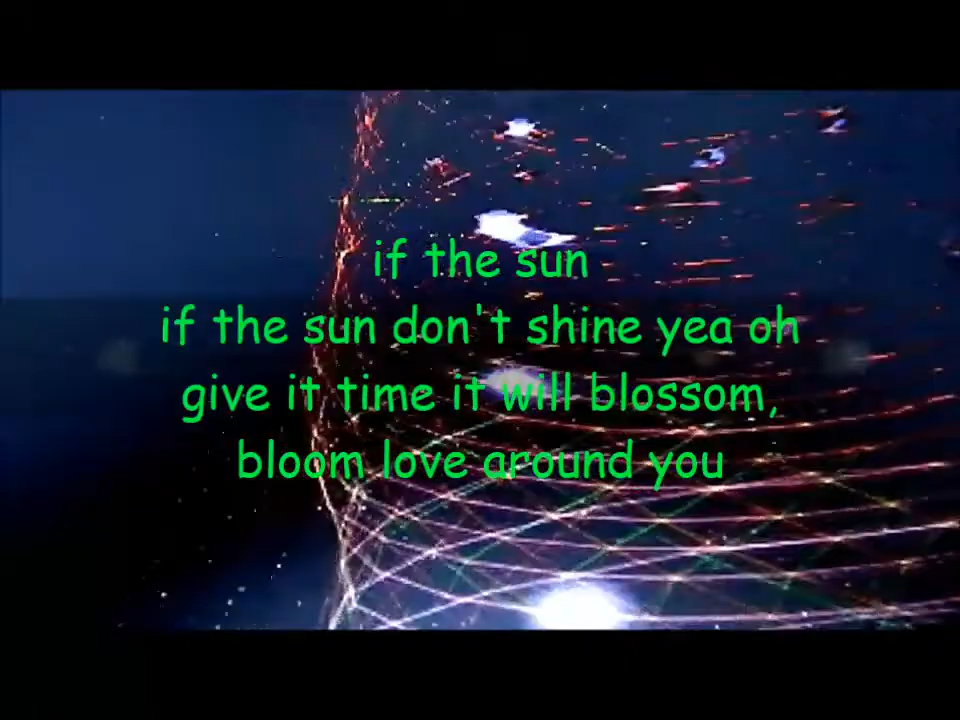 if the sun
if the sun don't shine yea oh
give it time it will blossom,
bloom love around you